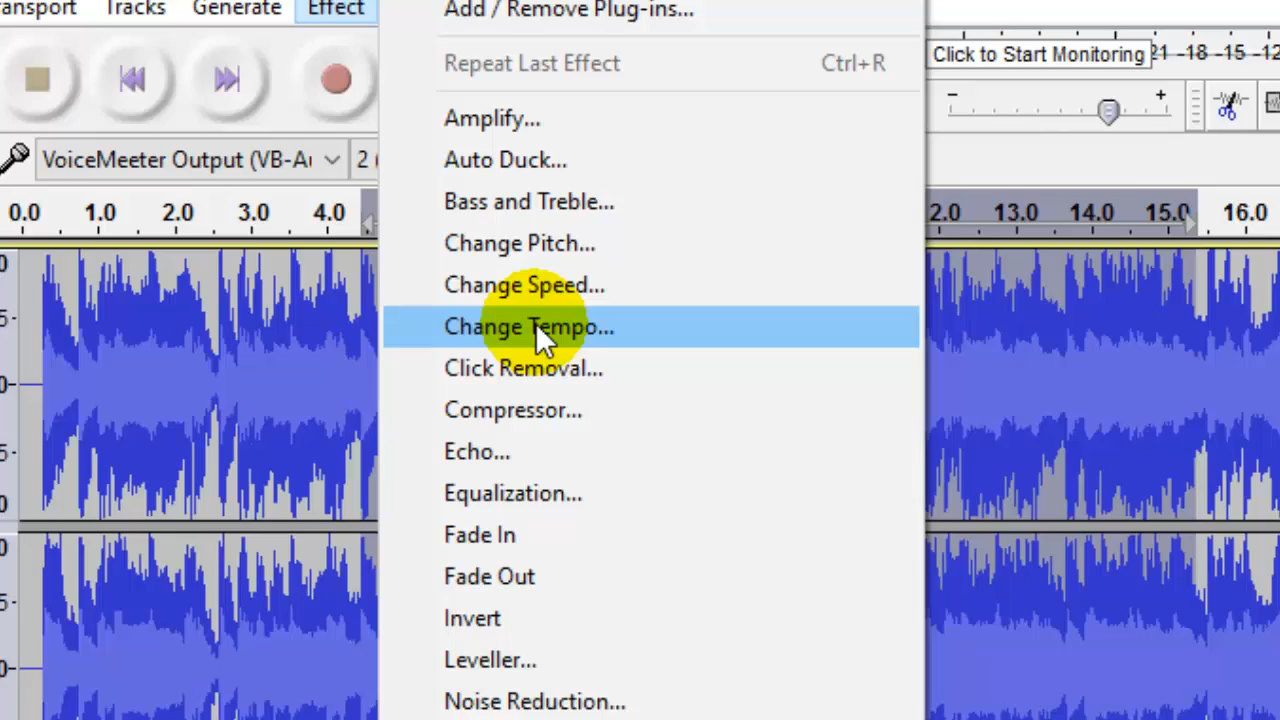 ransport Tracks Generate Effect
Add / Remove Plug-ins...
Repeat Last Effect Ctrl+R
Click to Start Monitoring 21 -18 -15 -12
- +
Amplify...
VoiceMeeter Output (VB-Au 2 (
Auto Duck...
Bass and Treble...
0.0 1.0 2.0 3.0 4.0 2.0 13.0 14.0 15.0 16.0
Change Pitch...
Change Speed...
Change Tempo...
Click Removal...
Compressor...
Echo...
Equalization...
Fade In
Fade Out
Invert
Leveller...
Noise Reduction...